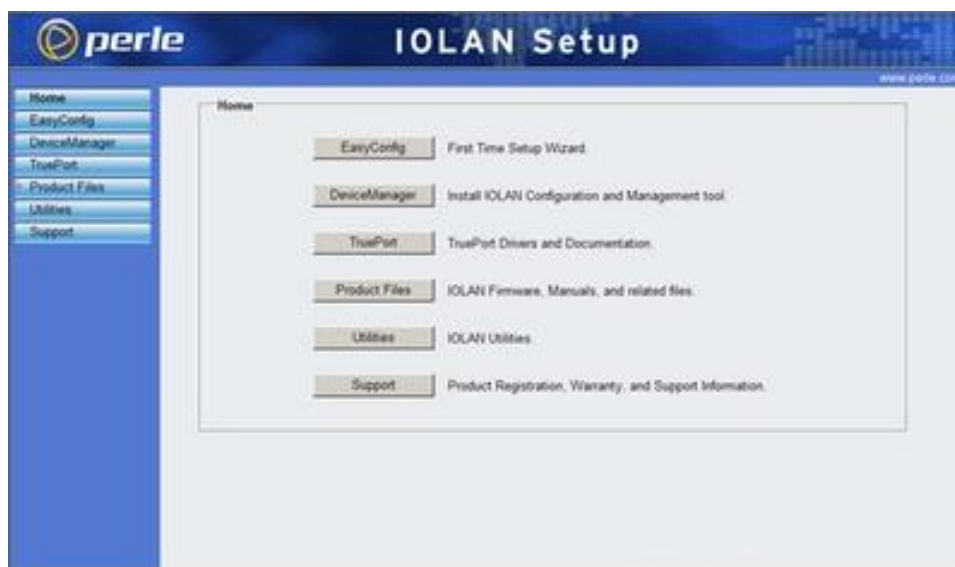 perle
IOLAN Setup
www.perle.com
Home
EasyConfig
DeviceManager
TruePort
Product Files
Utilities
Support
Home
EasyConfig First Time Setup Wizard.
DeviceManager Install IOLAN Configuration and Management tool.
TruePort TruePort Drivers and Documentation.
Product Files IOLAN Firmware, Manuals, and related files.
Utilities IOLAN Utilities.
Support Product Registration, Warranty, and Support Information.